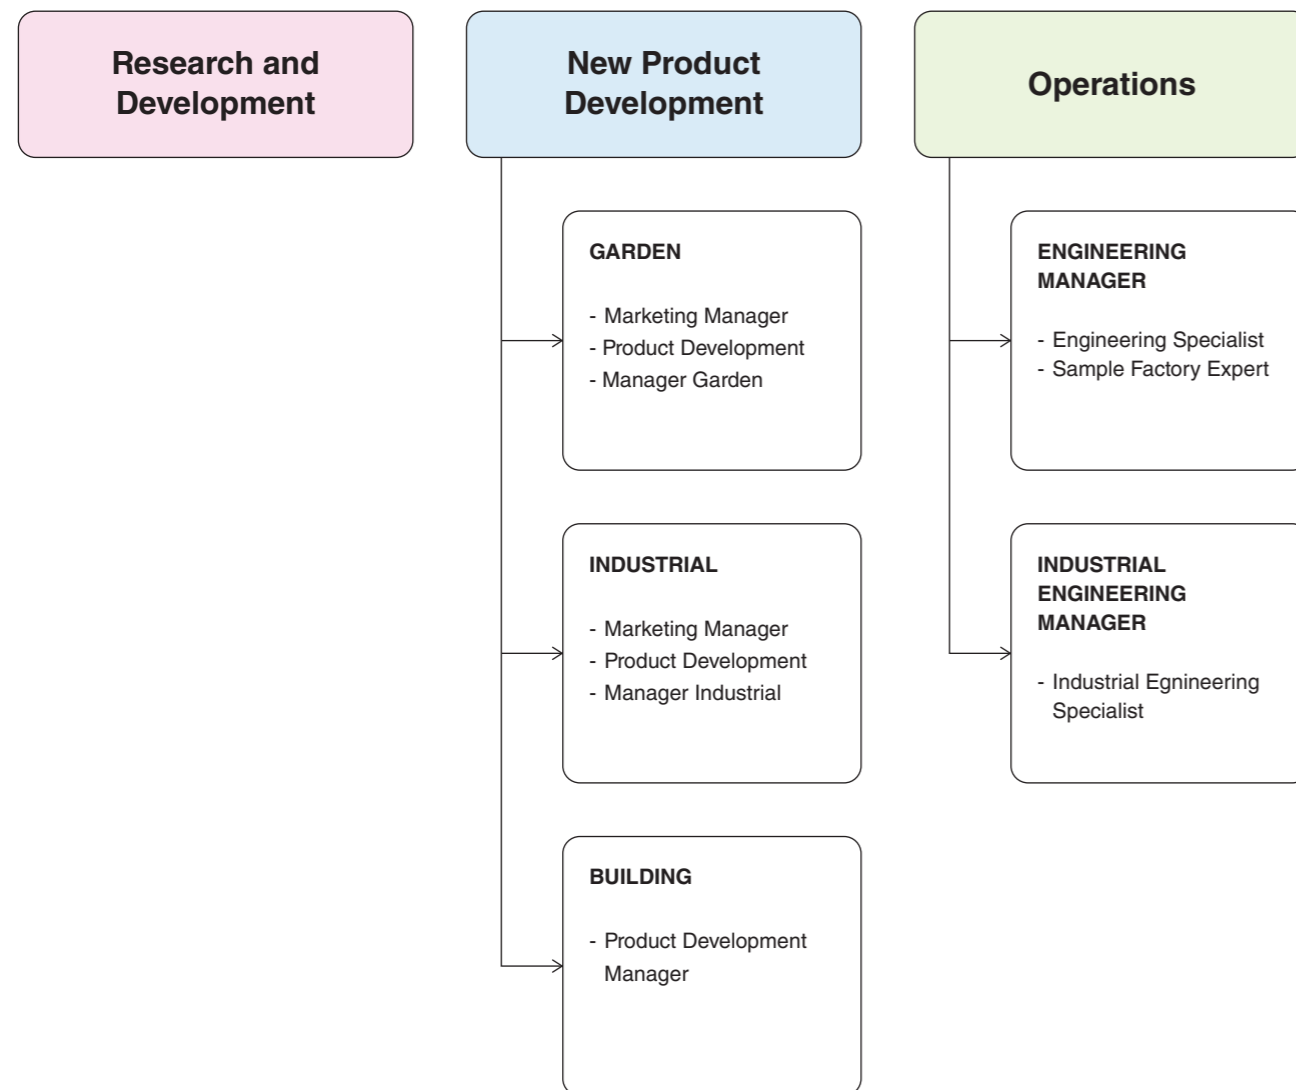 Research and
Development
New Product
Development
GARDEN
- Marketing Manager
- Product Development
- Manager Garden
INDUSTRIAL
- Marketing Manager
- Product Development
- Manager Industrial
BUILDING
- Product Development
Manager
Operations
ENGINEERING
MANAGER
- Engineering Specialist
- Sample Factory Expert
INDUSTRIAL
ENGINEERING
MANAGER
- Industrial Egnineering
Specialist